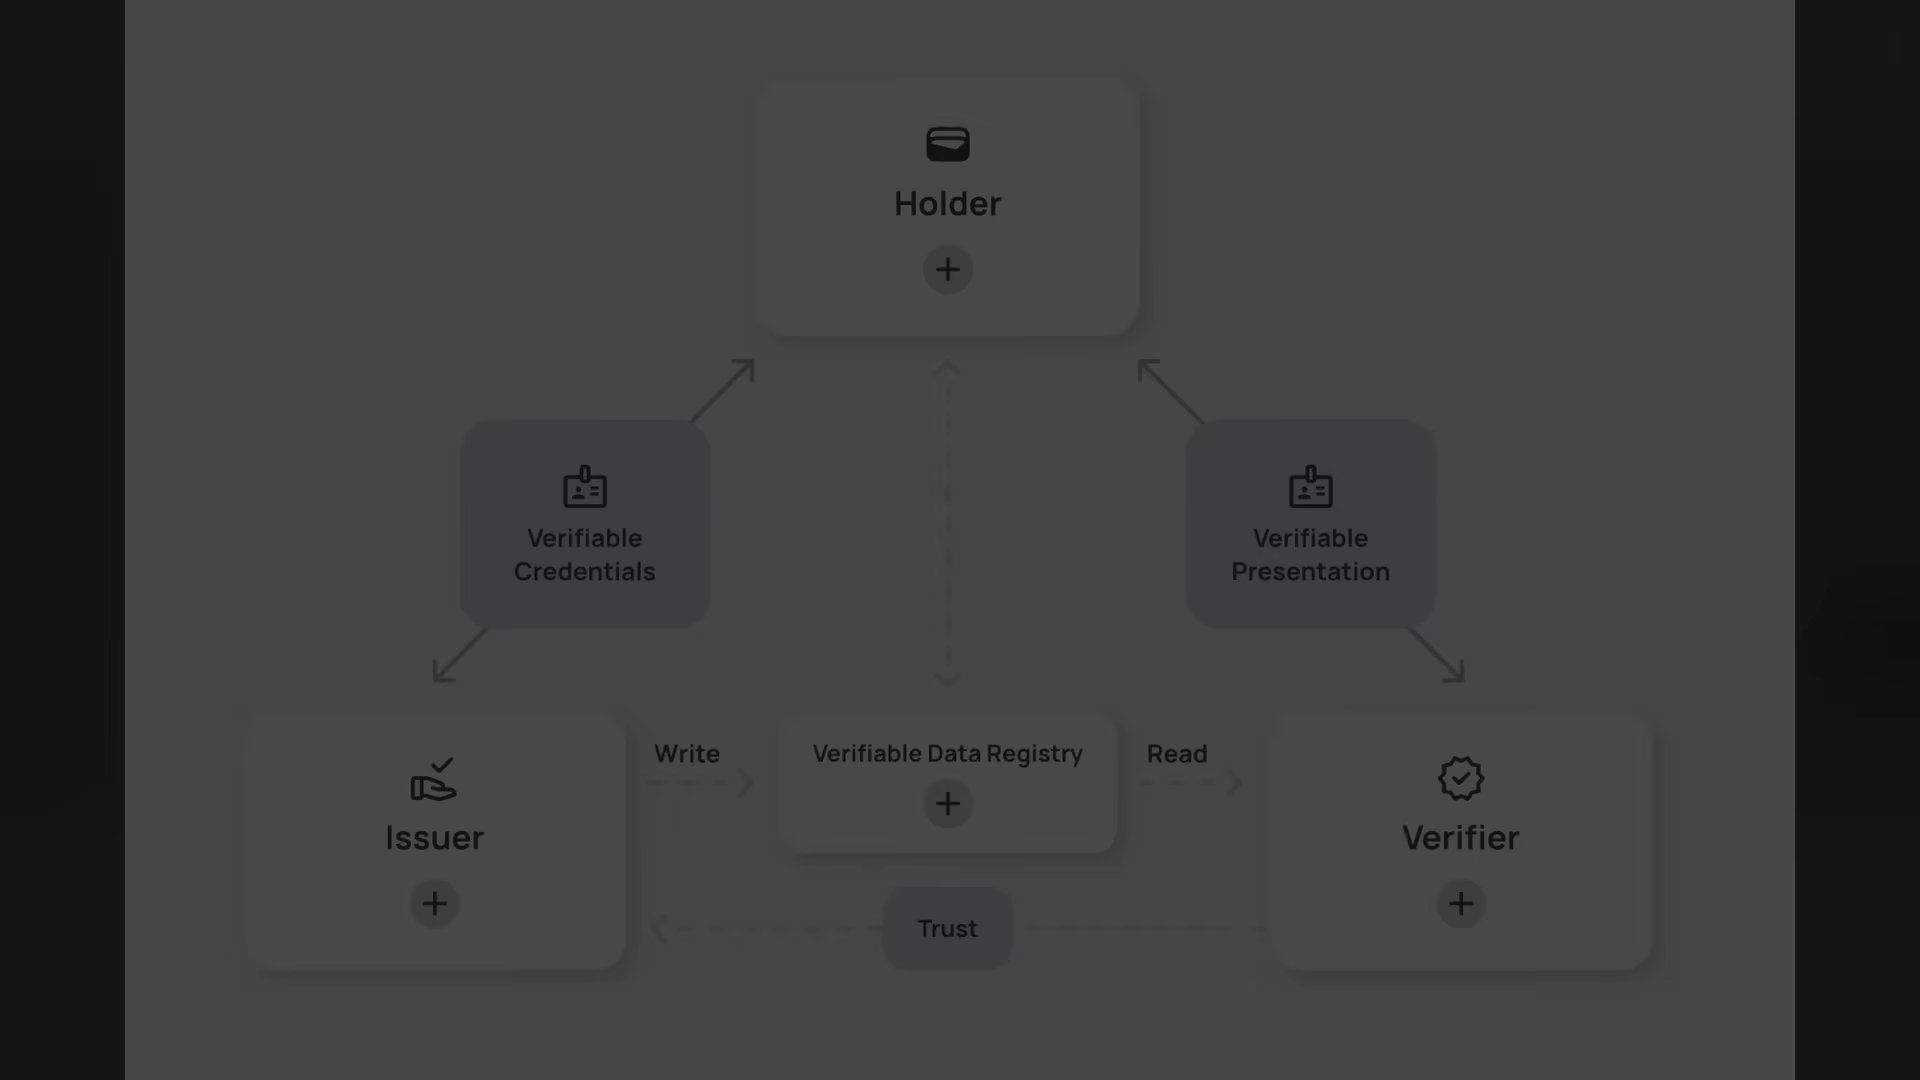 Holder
Verifiable
Credentials
Verifiable
Presentation
Write
Verifiable Data Registry
Read
Issuer
Verifier
Trust